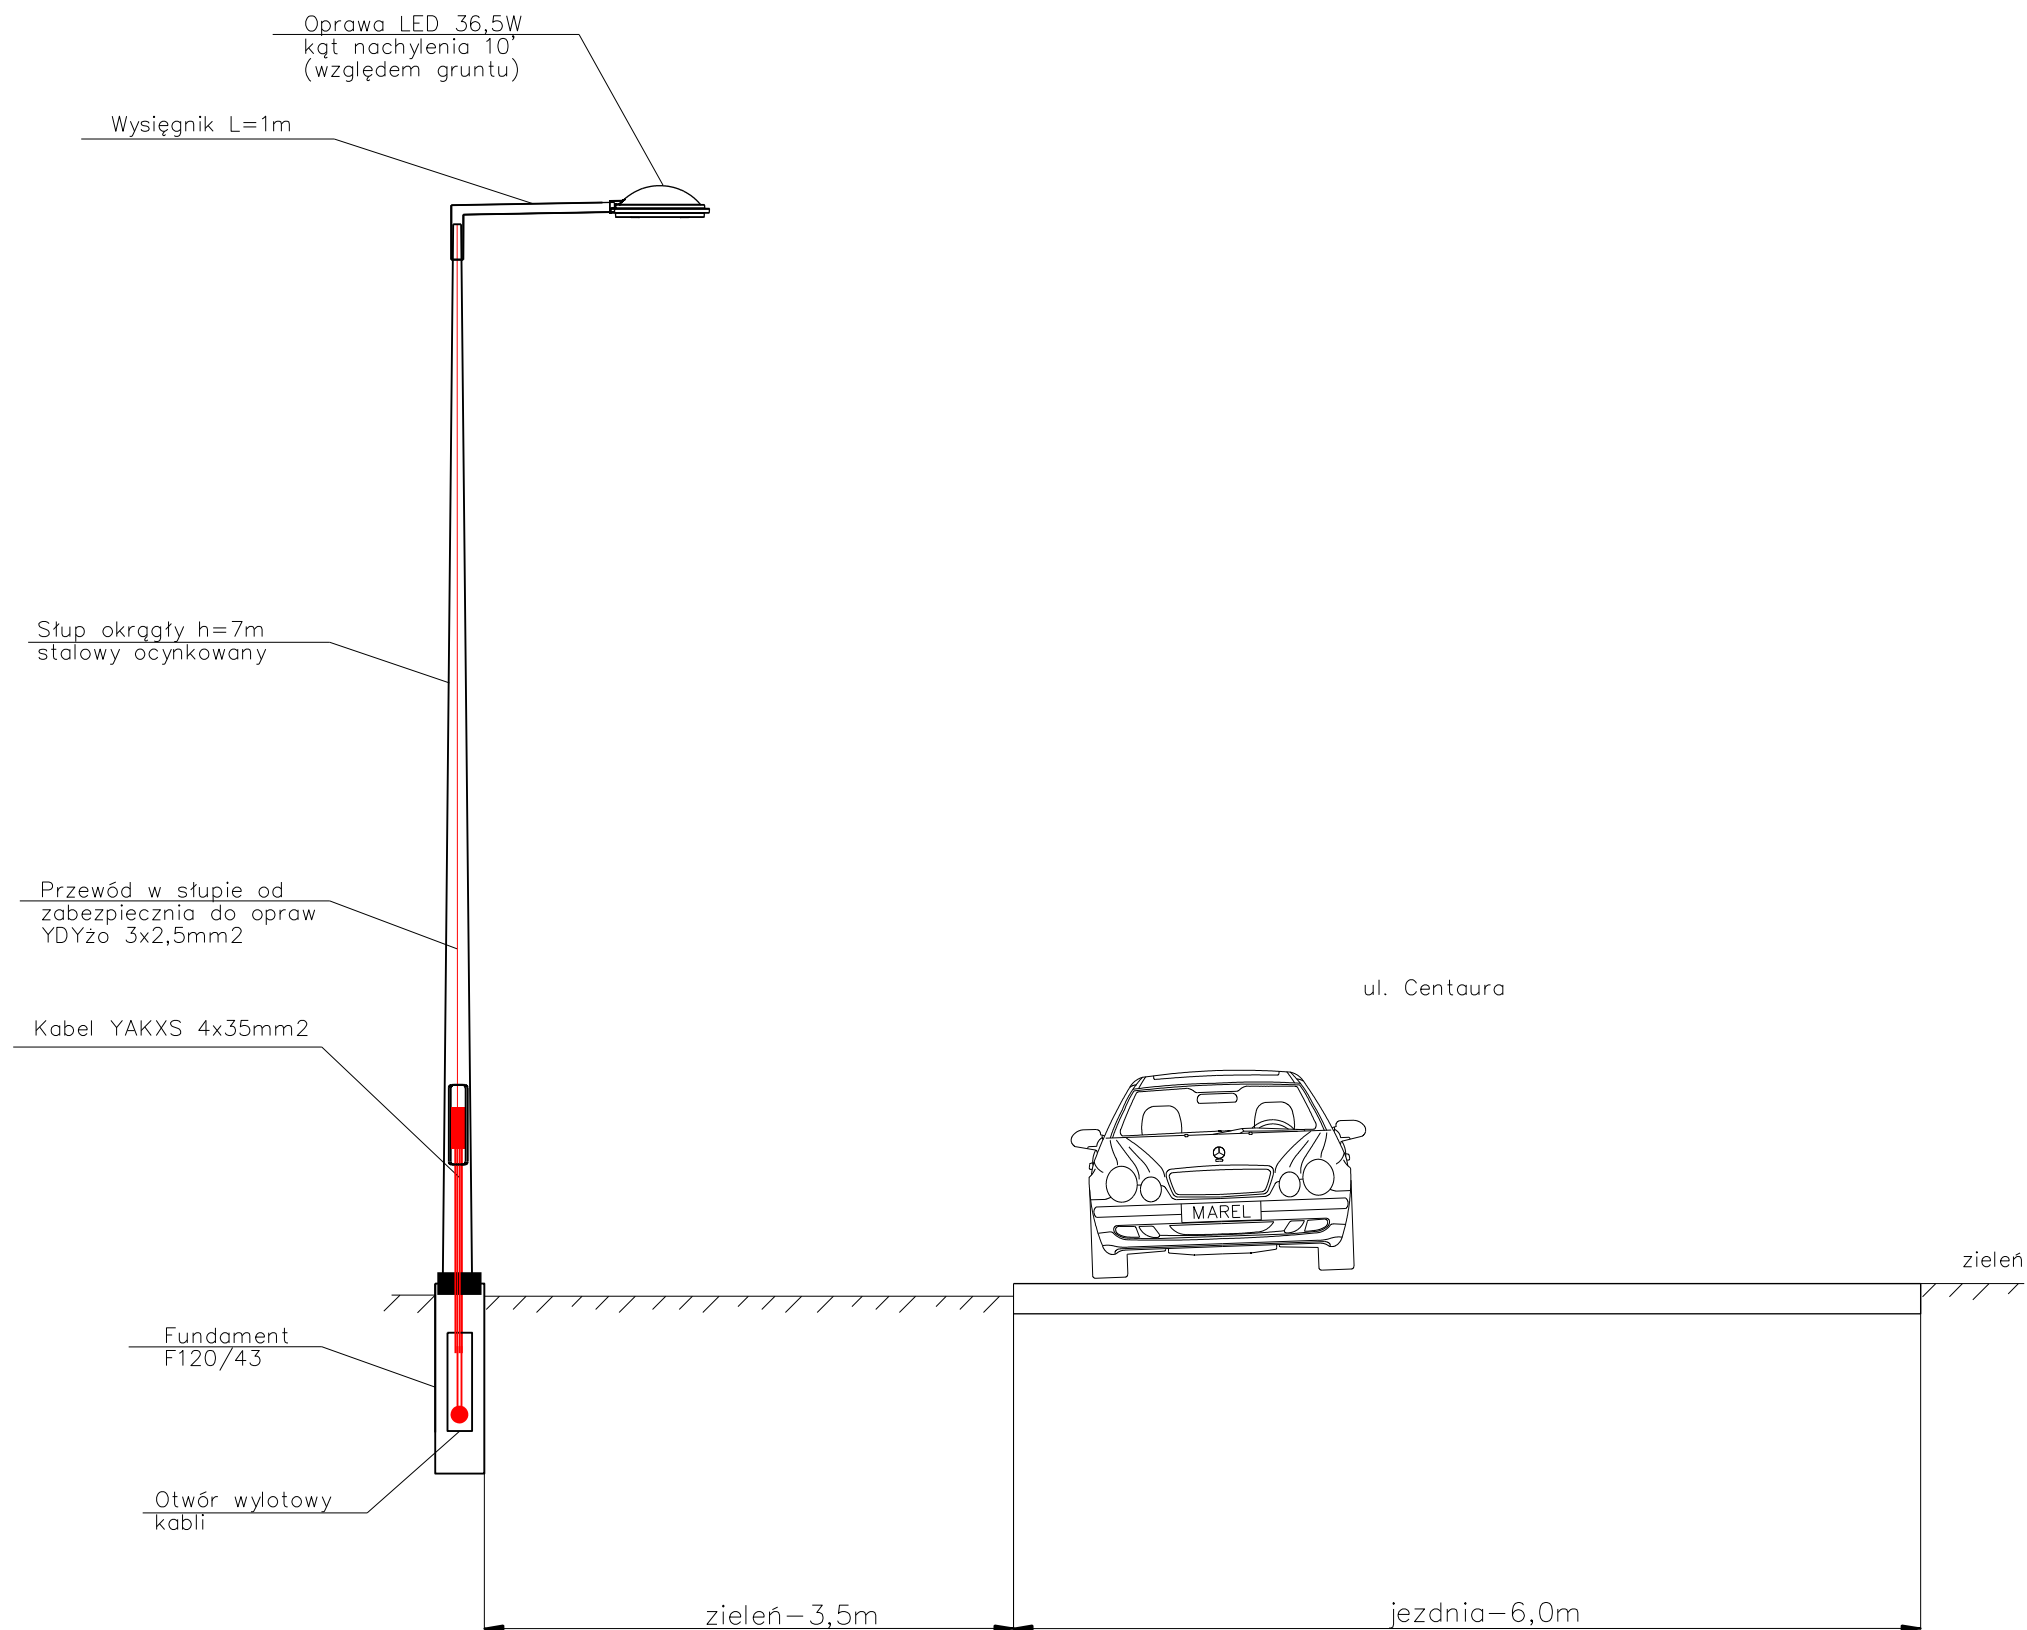 Oprawa LED 36,5W
kąt nachylenia 10'
(względem gruntu)
Wysięgnik L=1m
Słup okrągły h=7m
stalowy ocynkowany
Przewód w słupie od
zabezpiecznia do opraw
YDYżo 3x2,5mm2
ul. Centaura
Kabel YAKXS 4x35mm2
MAREL
zieleń
Fundament
F120/43
Otwór wylotowy
kabli
zieleń-3,5m
jezdnia-6,0m